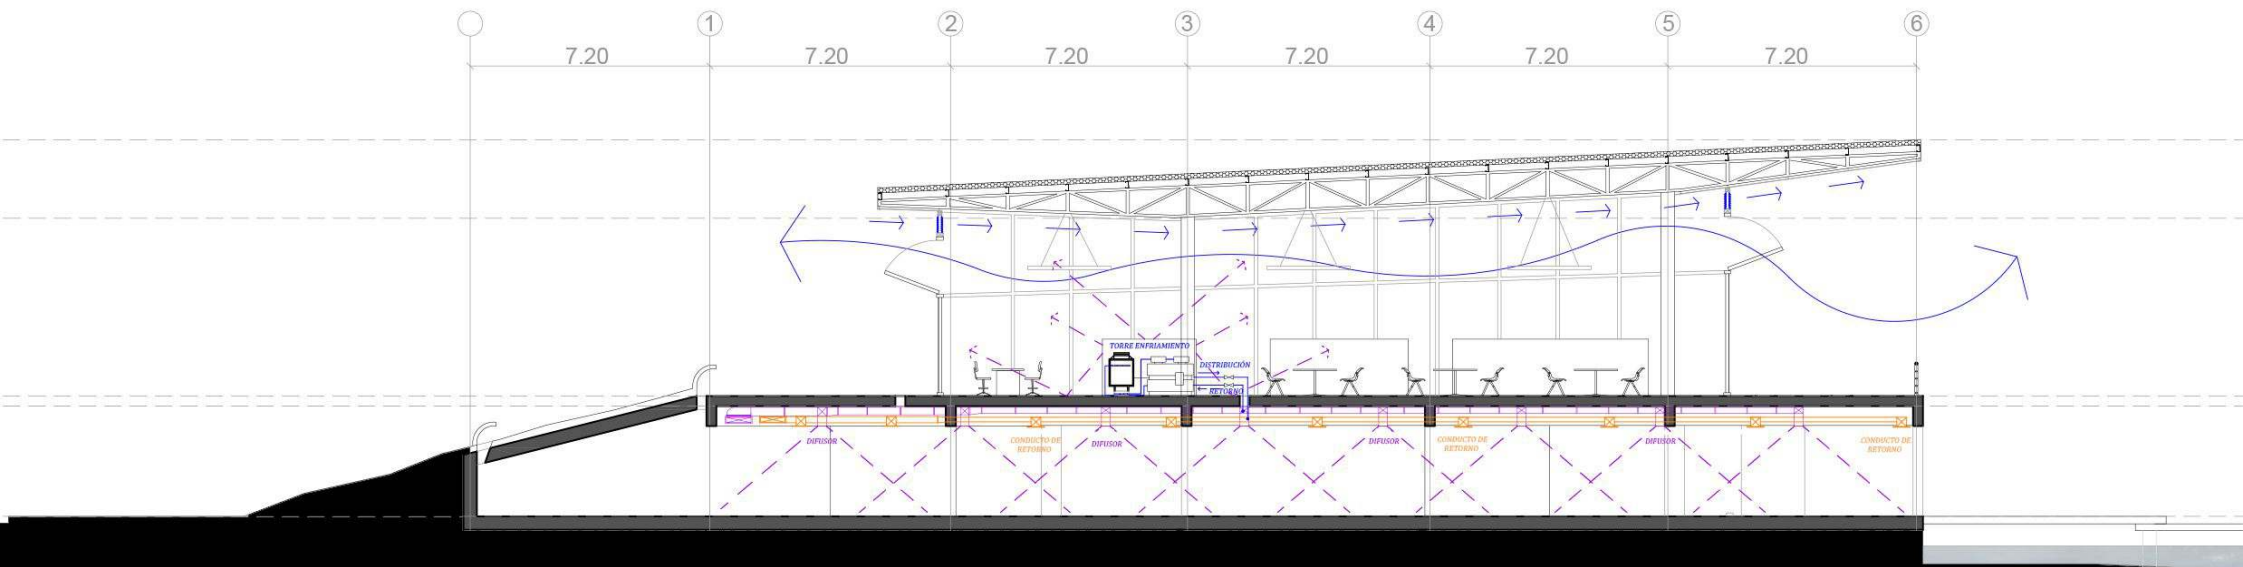 1 2 3 4 5 6
7.20 7.20 7.20 7.20 7.20 7.20
TORRE ENFRIAMIENTO
DISTRIBUCIÓN
RETORNO
DIFUSOR
CONDUCTO DE
RETORNO
DIFUSOR
DIFUSOR
CONDUCTO DE
RETORNO
DIFUSOR
CONDUCTO DE
RETORNO